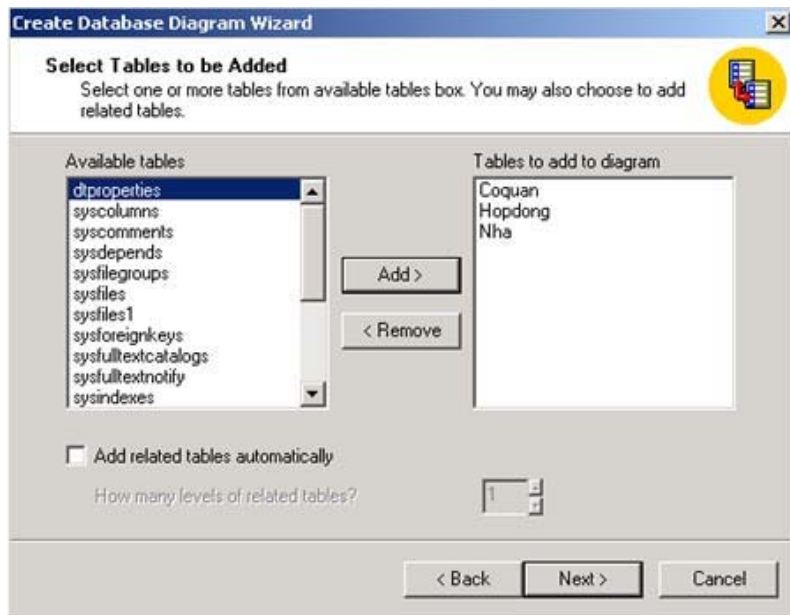 Create Database Diagram Wizard
Select Tables to be Added
Select one or more tables from available tables box. You may also choose to add
related tables.
Available tables
dtproperties
syscolumns
syscomments
sysdepends
sysfilegroups
sysfiles
sysfiles1
sysforeignkeys
sysfulltextcatalogs
sysfulltextnotify
sysindexes
Add >
< Remove
Tables to add to diagram
Coquan
Hopdong
Nha
Add related tables automatically
How many levels of related tables?
1
< Back
Next >
Cancel